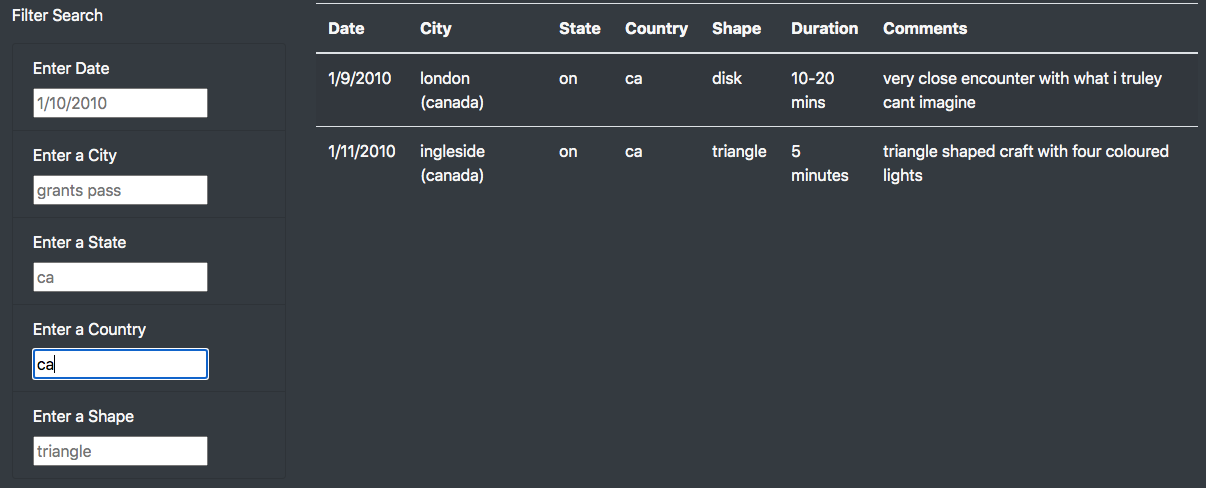 Filter Search
Enter Date
1/10/2010
Enter a City
grants pass
Enter a State
ca
Enter a Country
ca
Enter a Shape
triangle
Date City State Country Shape Duration Comments
1/9/2010 london on ca disk 10-20 very close encounter with what i truley
(canada) mins cant imagine
1/11/2010 ingleside on ca triangle 5 triangle shaped craft with four coloured
(canada) minutes lights